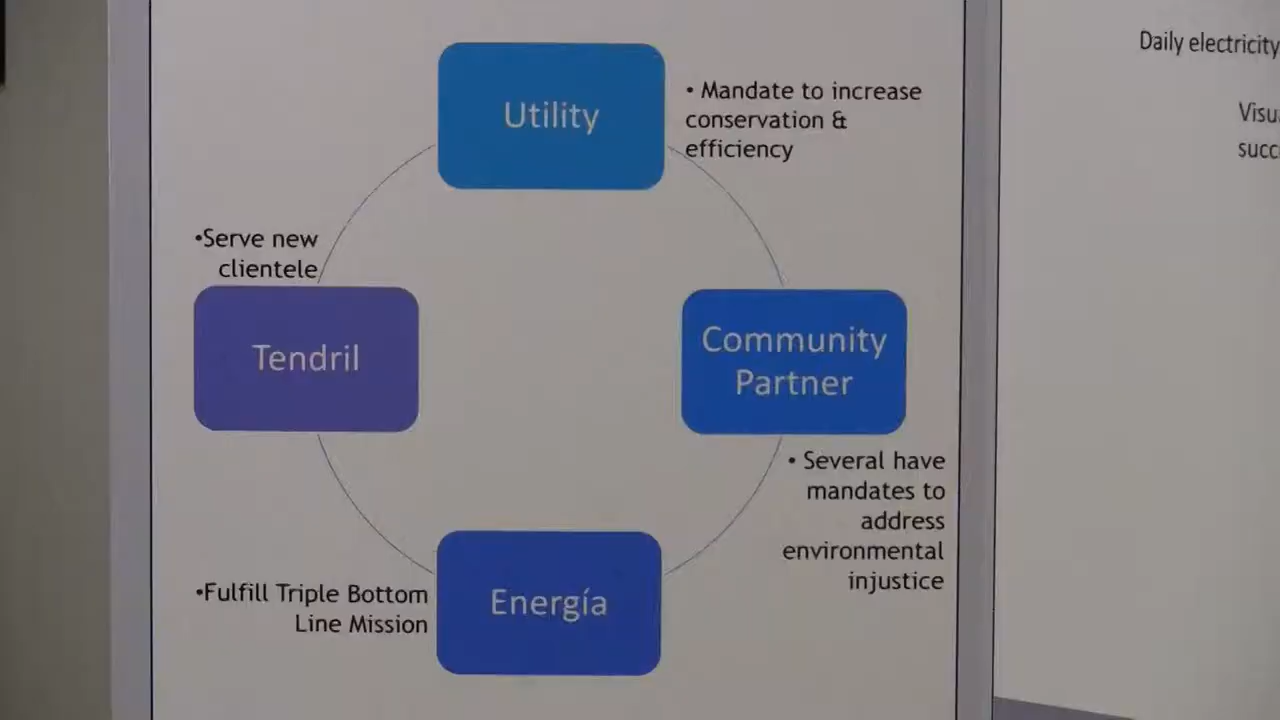 Utility
• Mandate to increase
conservation &
efficiency
•Serve new
clientele
Tendril
Community
Partner
• Several have
mandates to
address
environmental
injustice
•Fulfill Triple Bottom
Line Mission
Energía
Daily electricity